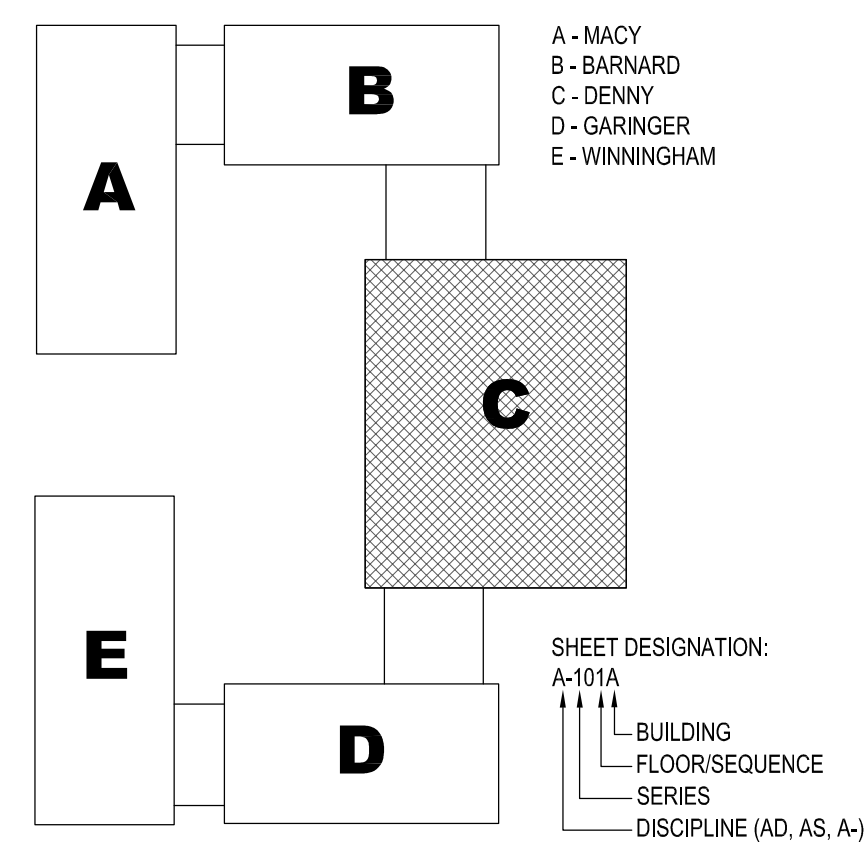 A
B
C
D
E
A - MACY
B - BARNARD
C - DENNY
D - GARINGER
E - WINNINGHAM
SHEET DESIGNATION:
A-101A
BUILDING
FLOOR/SEQUENCE
SERIES
DISCIPLINE (AD, AS, A-)